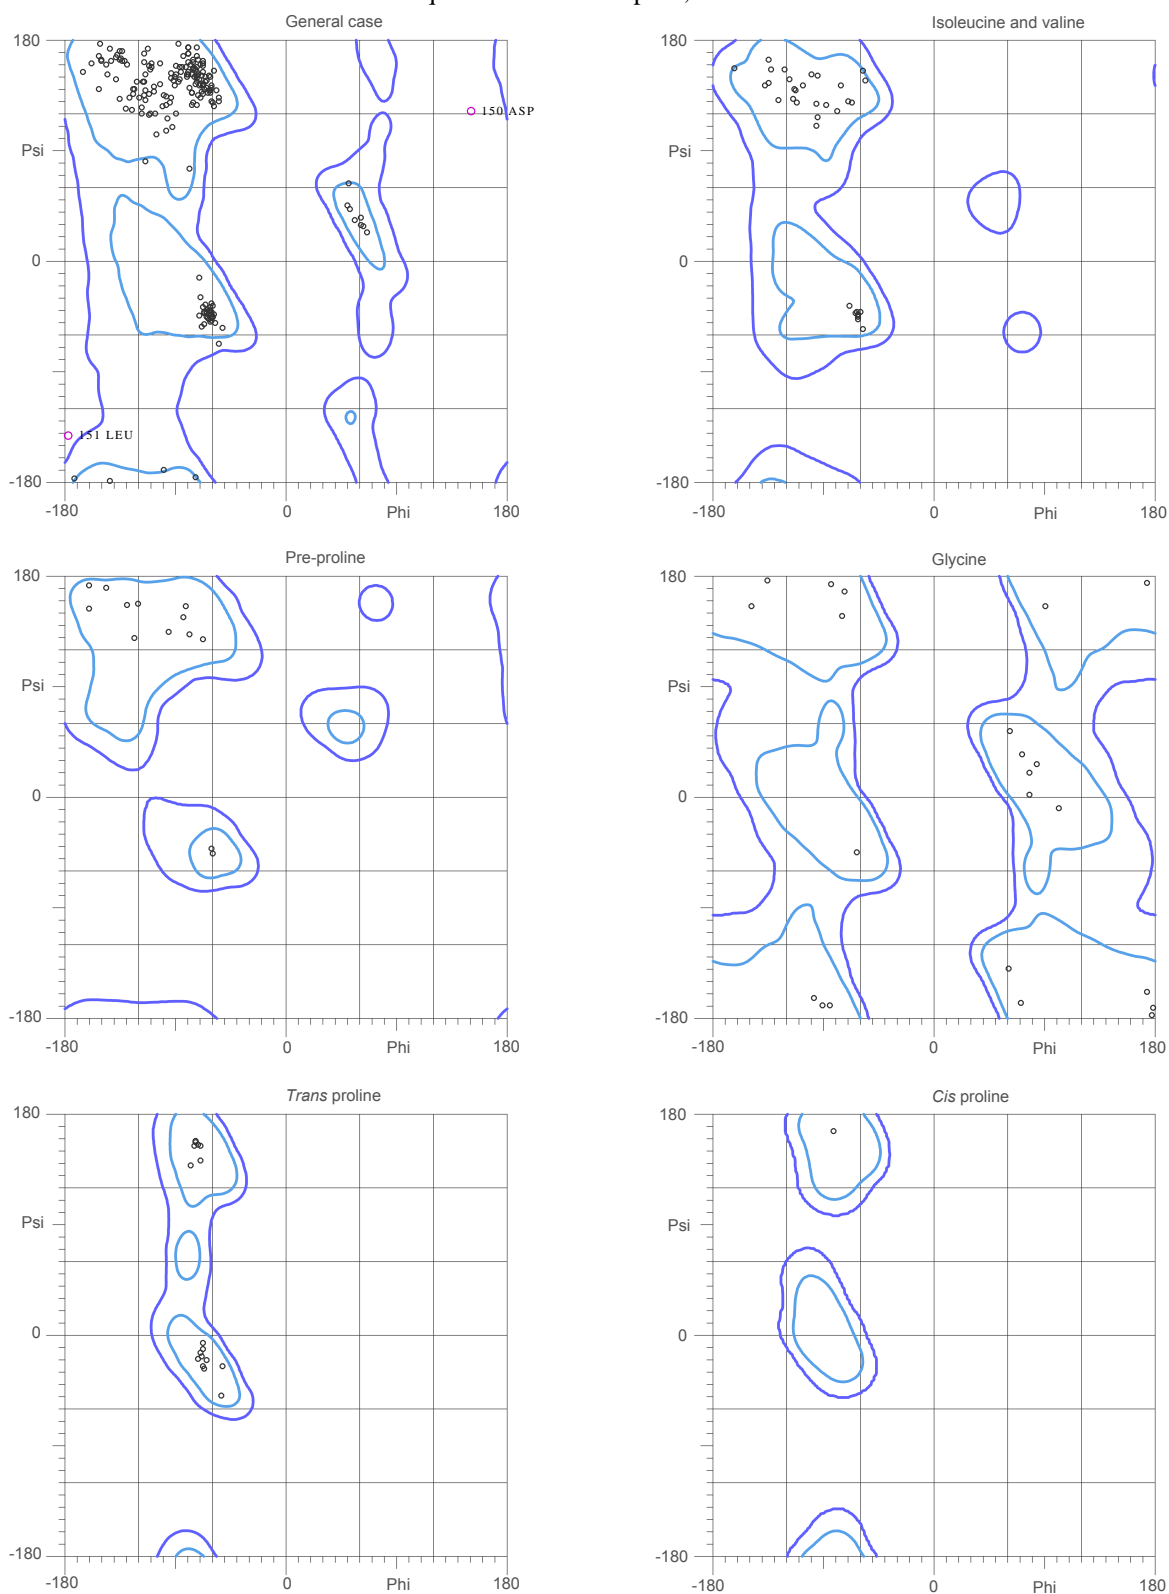 General case
Isoleucine and valine
180
180
150 ASP
Psi
Psi
0
0
151 LEU
-180
-180
-180
0
Phi
180
-180
0
Phi
180
Pre-proline
Glycine
180
180
Psi
Psi
0
0
-180
-180
-180
0
Phi
180
-180
0
Phi
180
Trans proline
Cis proline
180
180
Psi
Psi
0
0
-180
-180
-180
0
Phi
180
-180
0
Phi
180